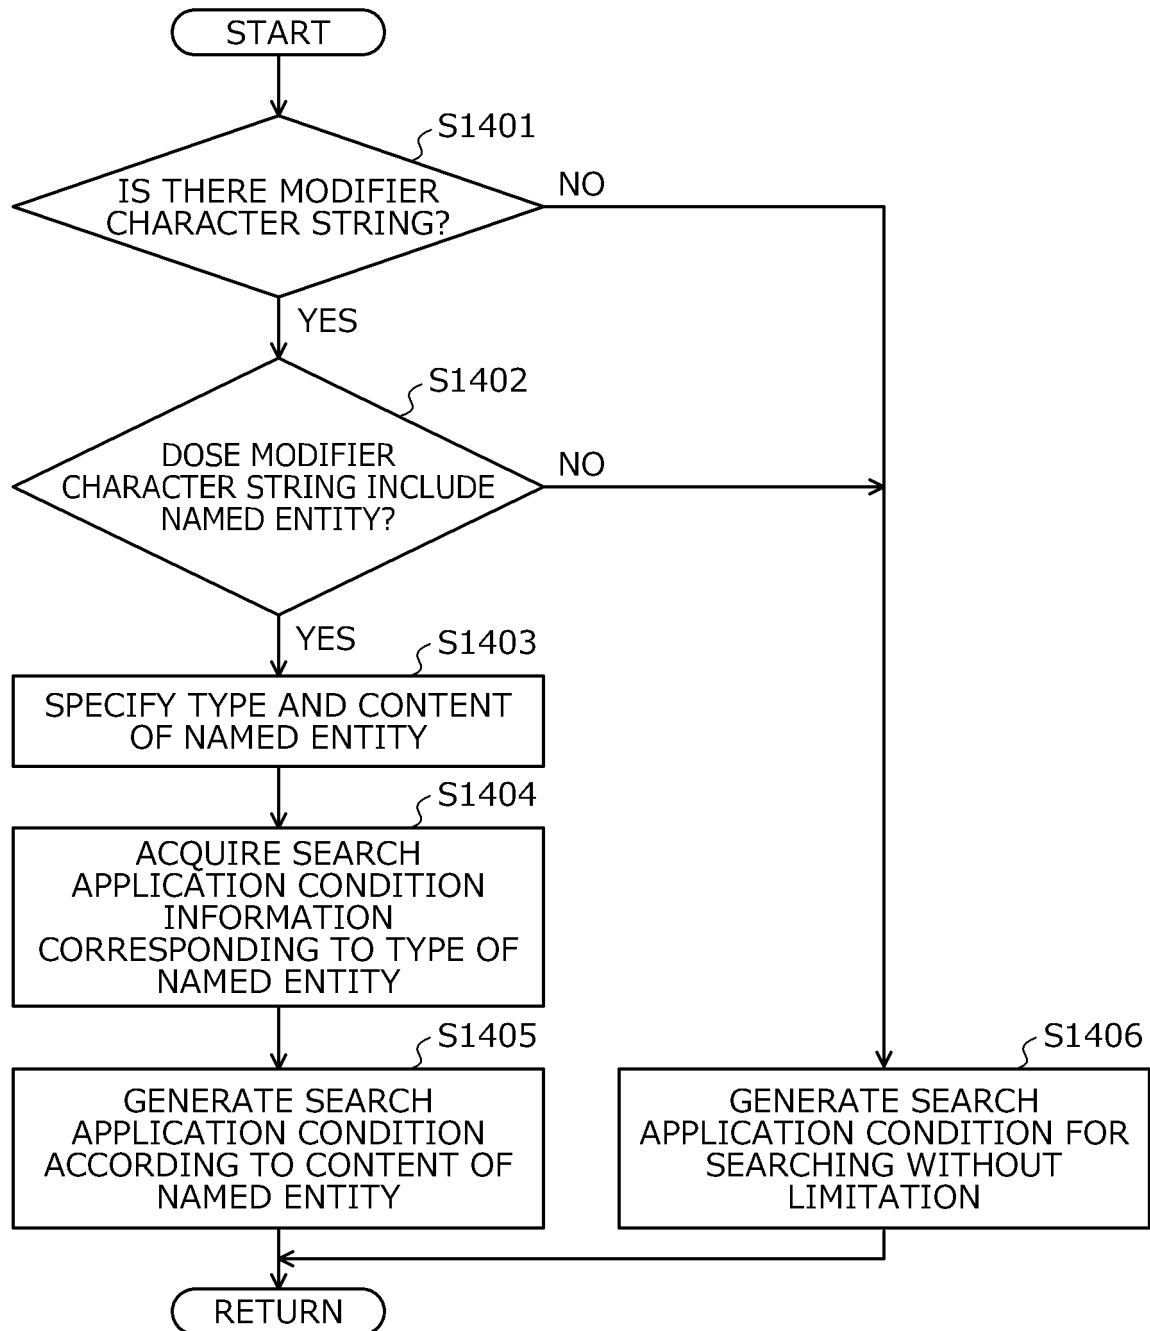 START
S1401
IS THERE MODIFIER
CHARACTER STRING?
NO
YES
S1402
DOSE MODIFIER
CHARACTER STRING INCLUDE
NAMED ENTITY?
NO
YES
S1403
SPECIFY TYPE AND CONTENT
OF NAMED ENTITY
S1404
ACQUIRE SEARCH
APPLICATION CONDITION
INFORMATION
CORRESPONDING TO TYPE OF
NAMED ENTITY
S1405
GENERATE SEARCH
APPLICATION CONDITION
ACCORDING TO CONTENT OF
NAMED ENTITY
S1406
GENERATE SEARCH
APPLICATION CONDITION FOR
SEARCHING WITHOUT
LIMITATION
RETURN